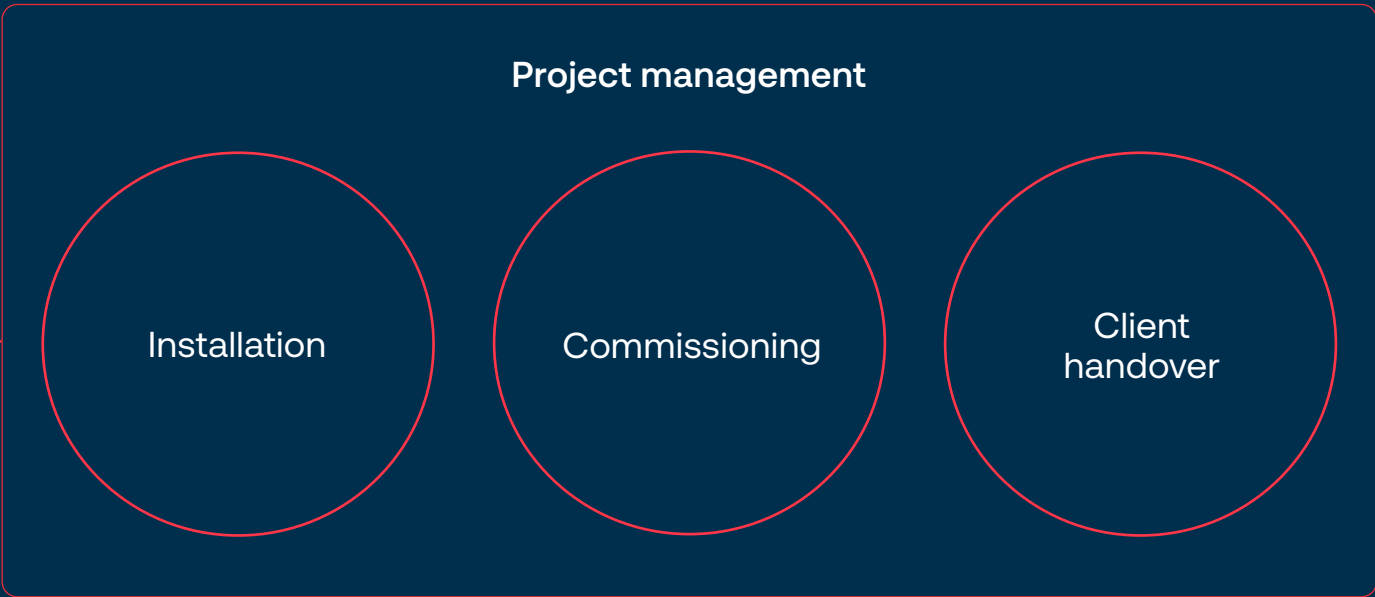 Project management
Installation
Commissioning
Client
handover